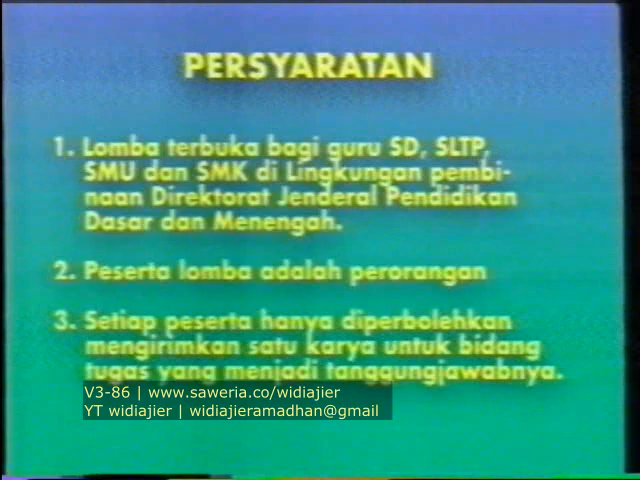 PERSYARATAN
1. Lomba terbuka bagi guru SD, SLTP,
SMU dan SMK di Lingkungan pembi-
naan Direktorat Jenderal Pendidikan
Dasar dan Menengah.
2. Peserta lomba adalah perorangan
3. Setiap peserta hanya diperbolehkan
mengirimkan satu karya untuk bidang
tugas yang menjadi tanggungjawabnya.
V3-86 | www.saweria.co/widiajier
YT widiajier | widiajieramadhan@gmail